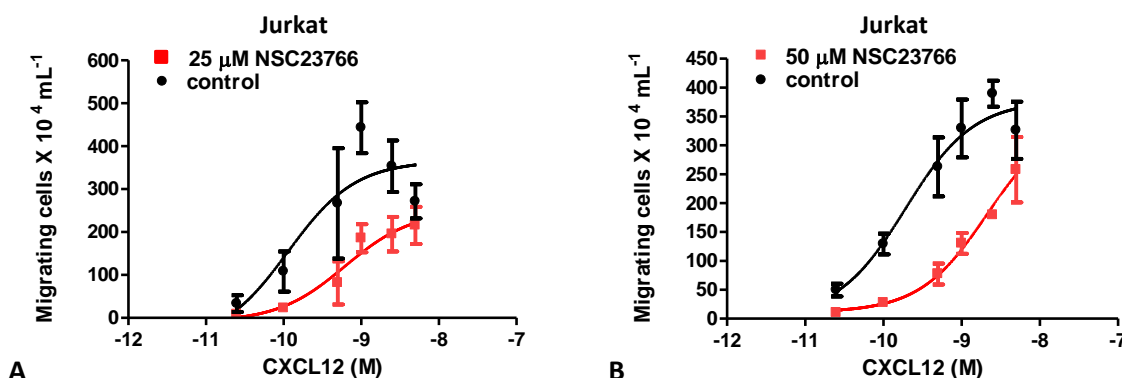 Jurkat
25 μM NSC23766
control
Migrating cells X 10 4 mL-1
600
500
400
300
200
100
0
-12 -11 -10 -9 -8 -7
CXCL12 (M)
A
Jurkat
50 μM NSC23766
control
Migrating cells X 10 4 mL-1
450
400
350
300
250
200
150
100
50
0
-12 -11 -10 -9 -8 -7
CXCL12 (M)
B